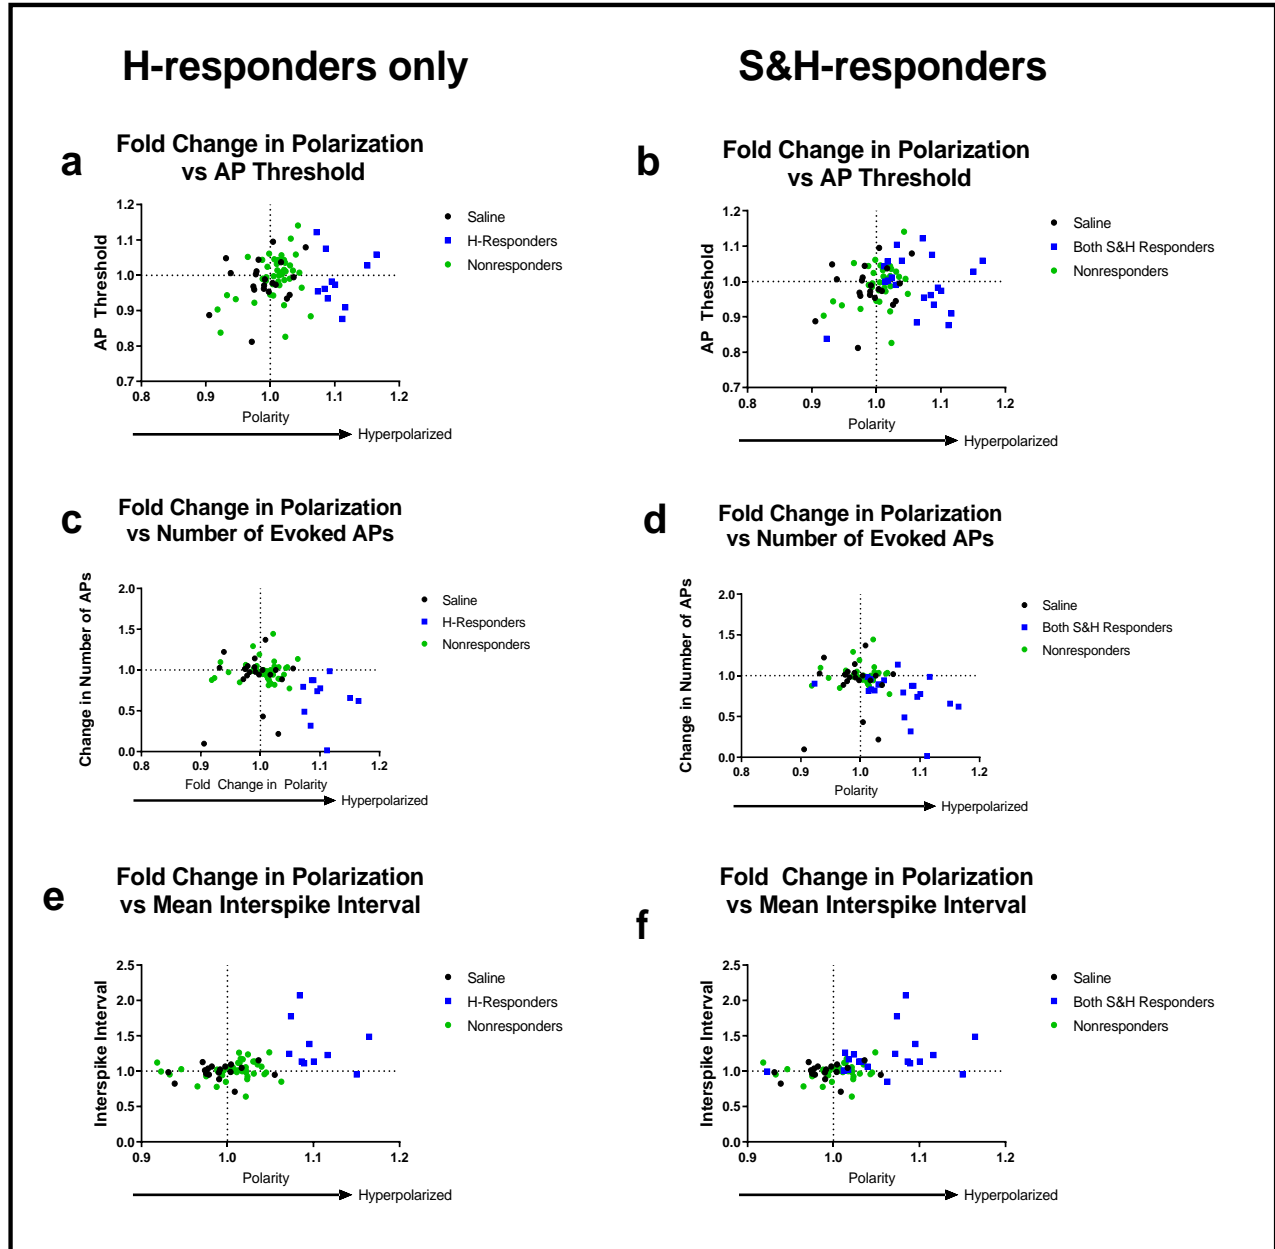 H-responders only
S&H-responders
a
Fold Change in Polarization
vs AP Threshold
1.2
1.1
1.0
0.9
0.8
0.7
AP Threshold
0.8 0.9 1.0 1.1 1.2
Polarity
Hyperpolarized
Saline
H-Responders
Nonresponders
b
Fold Change in Polarization
vs AP Threshold
1.2
1.1
1.0
0.9
0.8
0.7
AP Theshold
0.8 0.9 1.0 1.1 1.2
Polarity
Hyperpolarized
Saline
Both S&H Responders
Nonresponders
c
Fold Change in Polarization
vs Number of Evoked APs
2.0
1.5
1.0
0.5
0.0
Change in Number of APs
0.8 0.9 1.0 1.1 1.2
Fold Change in Polarity
Hyperpolarized
Saline
H-Responders
Nonresponders
d
Fold Change in Polarization
vs Number of Evoked APs
2.0
1.5
1.0
0.5
0.0
Change in Number of APs
0.8 0.9 1.0 1.1 1.2
Polarity
Hyperpolarized
Saline
Both S&H Responders
Nonresponders
e
Fold Change in Polarization
vs Mean Interspike Interval
2.5
2.0
1.5
1.0
0.5
0.0
Interspike Interval
0.9 1.0 1.1 1.2
Polarity
Hyperpolarized
Saline
H-Responders
Nonresponders
f
Fold Change in Polarization
vs Mean Interspike Interval
2.5
2.0
1.5
1.0
0.5
0.0
Interspike Interval
0.9 1.0 1.1 1.2
Polarity
Hyperpolarized
Saline
Both S&H Responders
Nonresponders